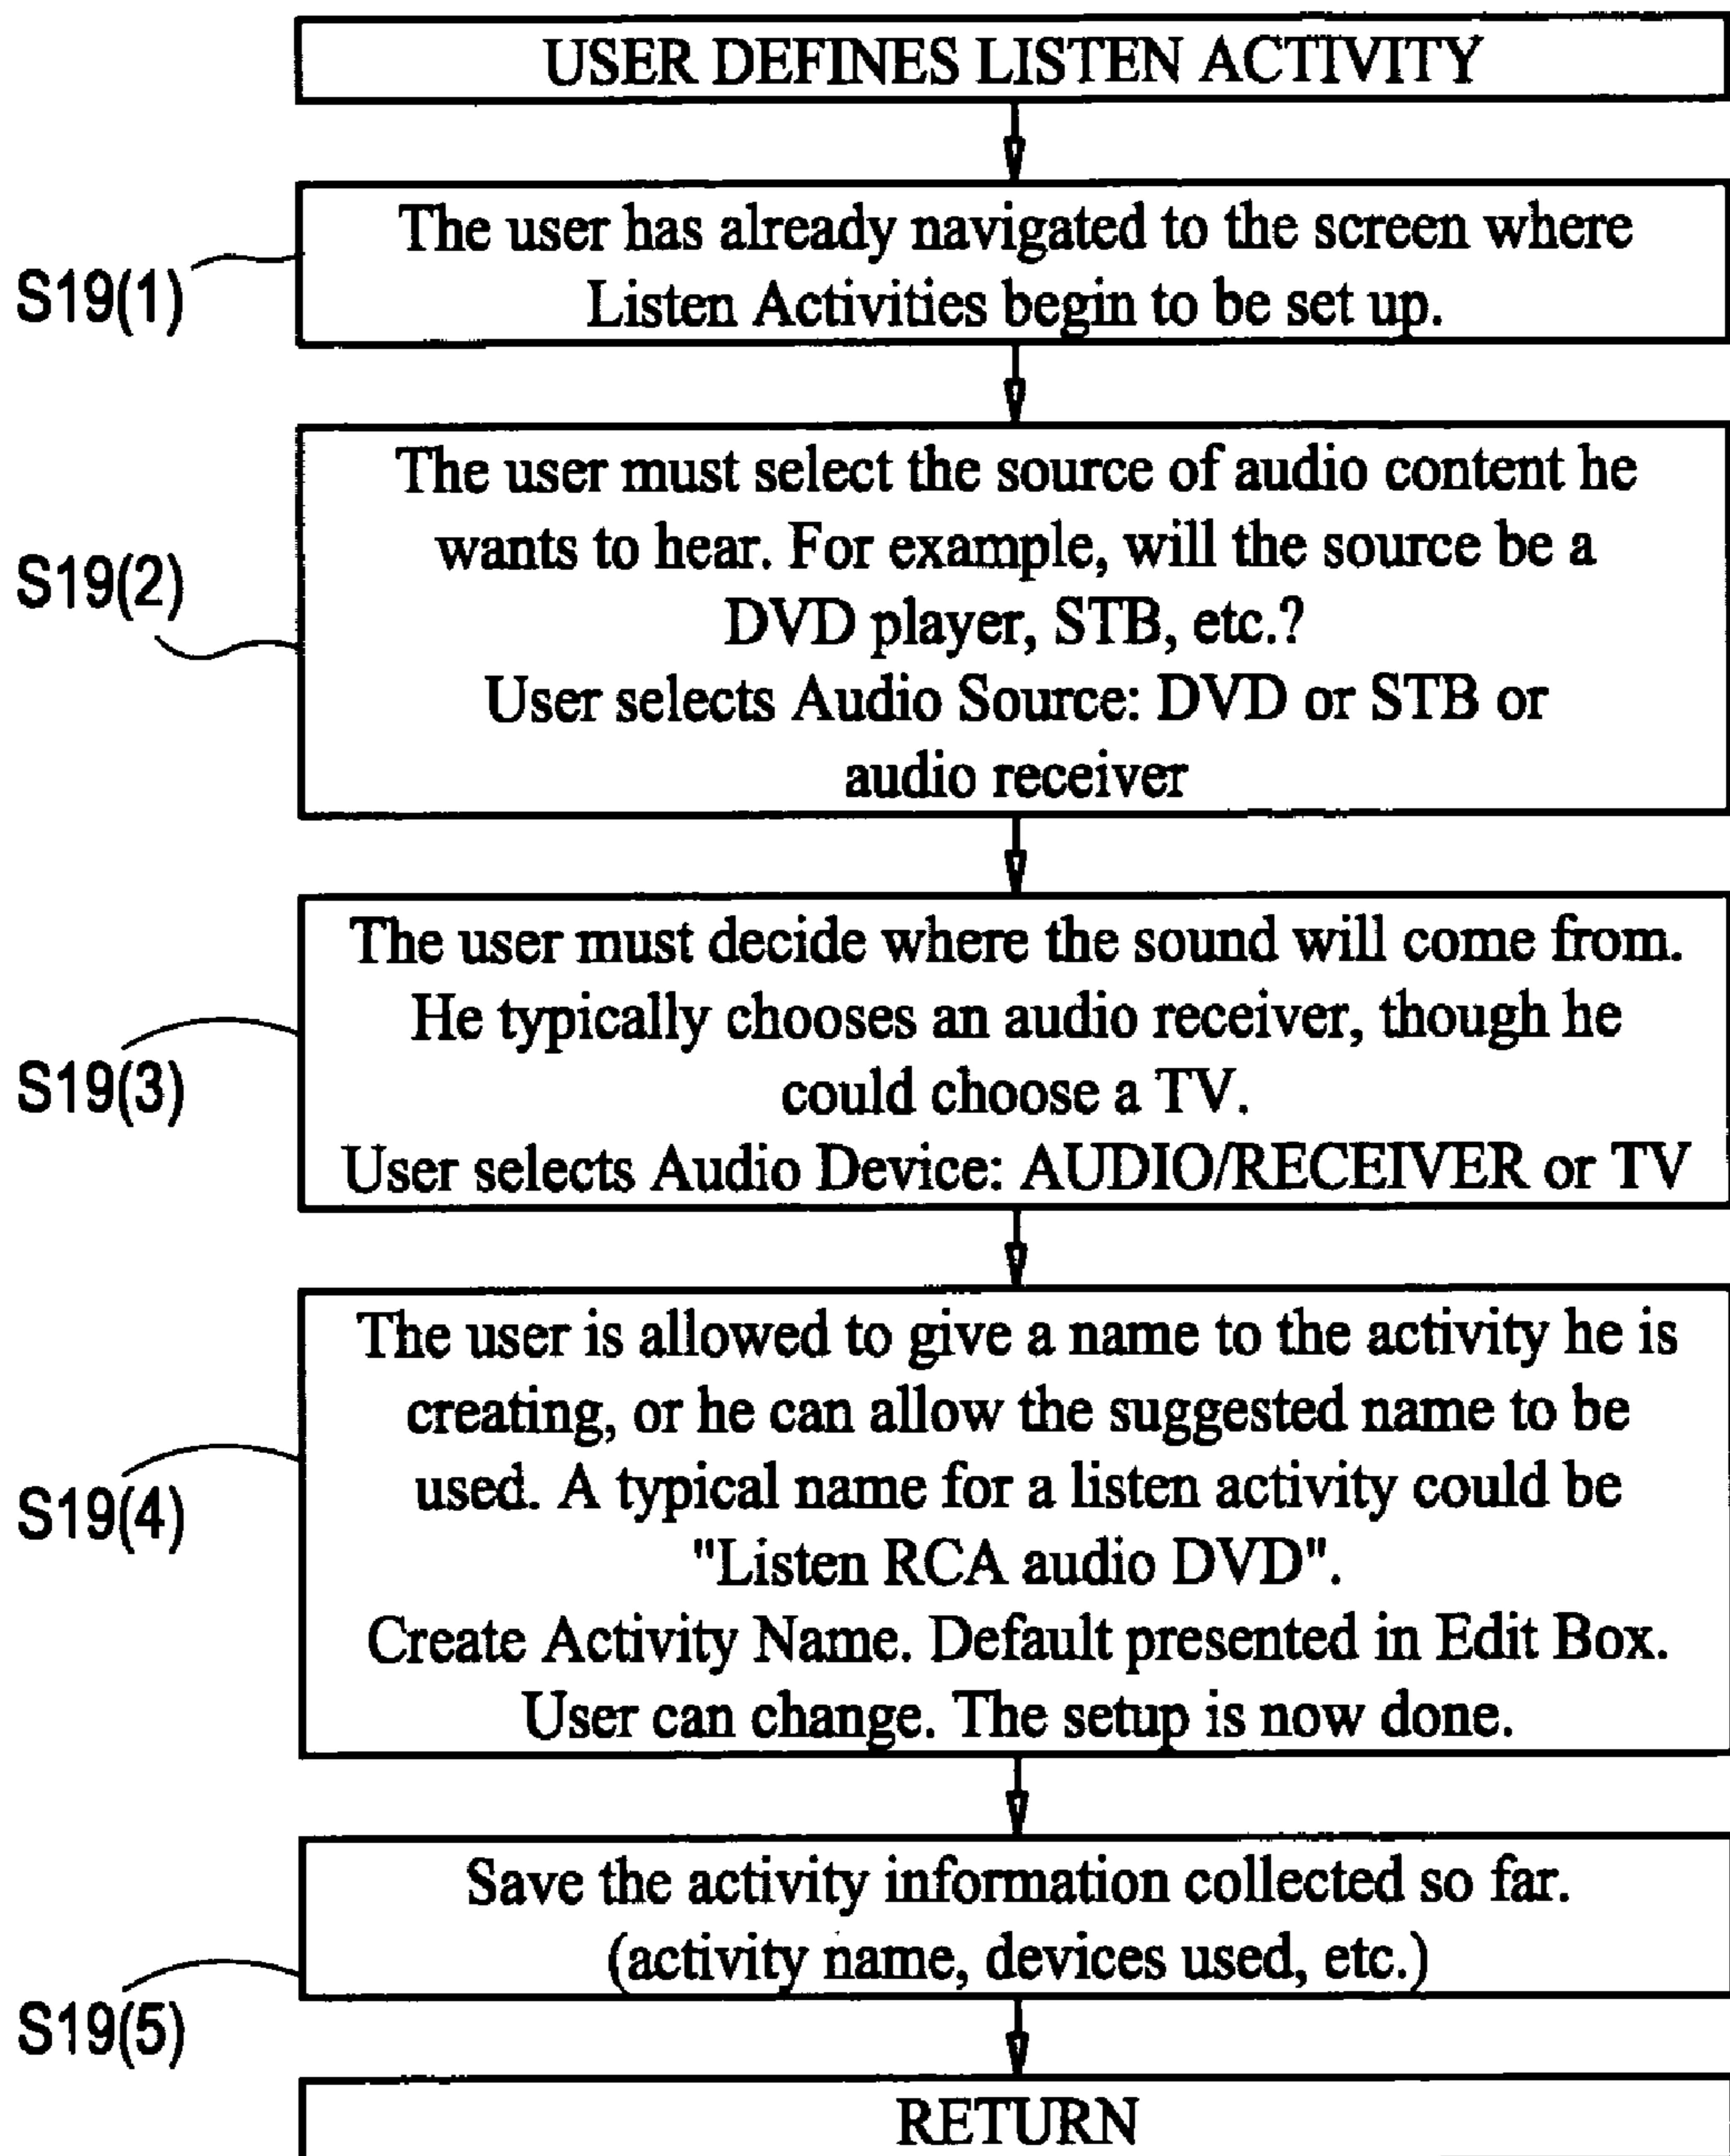 USER DEFINES LISTEN ACTIVITY
S19(1)
The user has already navigated to the screen where
Listen Activities begin to be set up.
S19(2)
The user must select the source of audio content he
wants to hear. For example, will the source be a
DVD player, STB, etc.?
User selects Audio Source: DVD or STB or
audio receiver
S19(3)
The user must decide where the sound will come from.
He typically chooses an audio receiver, though he
could choose a TV.
User selects Audio Device: AUDIO/RECEIVER or TV
S19(4)
The user is allowed to give a name to the activity he is
creating, or he can allow the suggested name to be
used. A typical name for a listen activity could be
"Listen RCA audio DVD".
Create Activity Name. Default presented in Edit Box.
User can change. The setup is now done.
S19(5)
Save the activity information collected so far.
(activity name, devices used, etc.)
RETURN